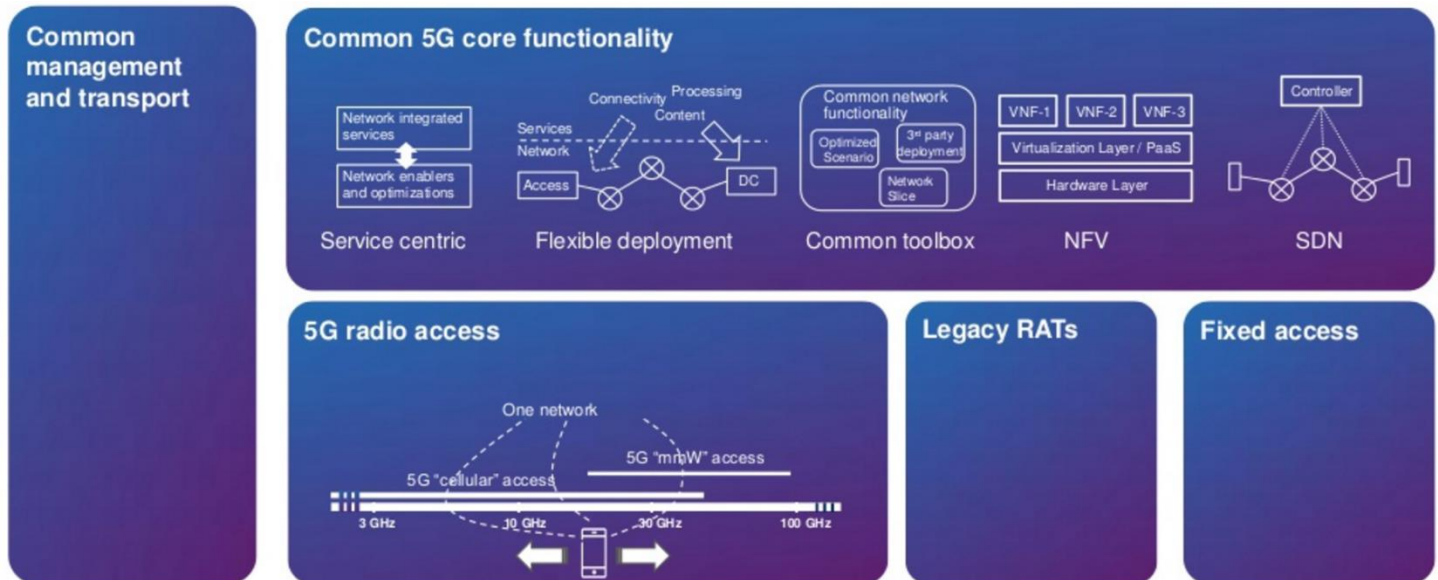 Common
management
and transport
Common 5G core functionality
Network integrated
services
Network enablers
and optimizations
Service centric
Connectivity
Processing
Content
Services
Network
Access
DC
Flexible deployment
Common network
functionality
Optimized
Scenario
3rd party
deployment
Network
Slice
Common toolbox
VNF-1
VNF-2
VNF-3
Virtualization Layer / PaaS
Hardware Layer
NFV
Controller
SDN
5G radio access
One network
5G "mmW" access
5G "cellular" access
3 GHz
10 GHz
30 GHz
100 GHz
Legacy RATs
Fixed access